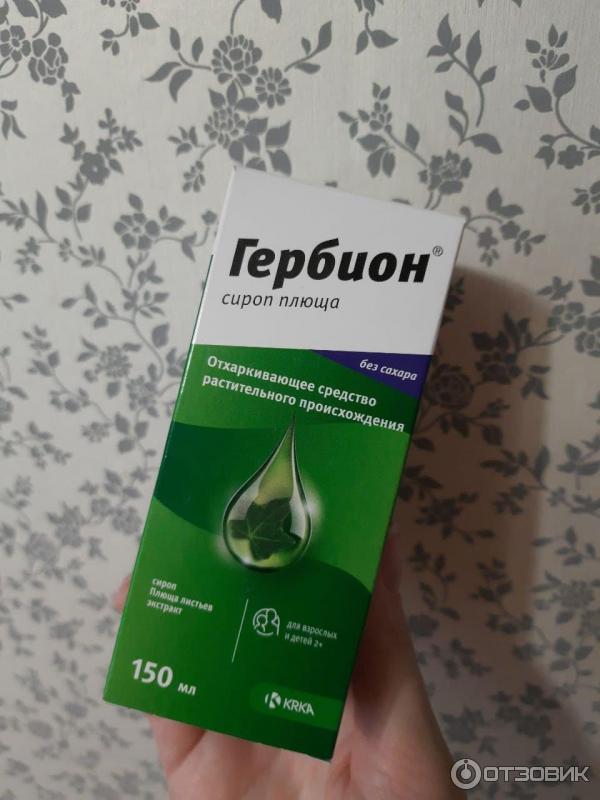 Гербион®
сироп плюща
без сахара
Отхаркивающее средство
растительного происхождения
сироп
Плюща листьев
экстракт
для взрослых
и детей 2+
150 мл
KRKA
ОТЗОВИК